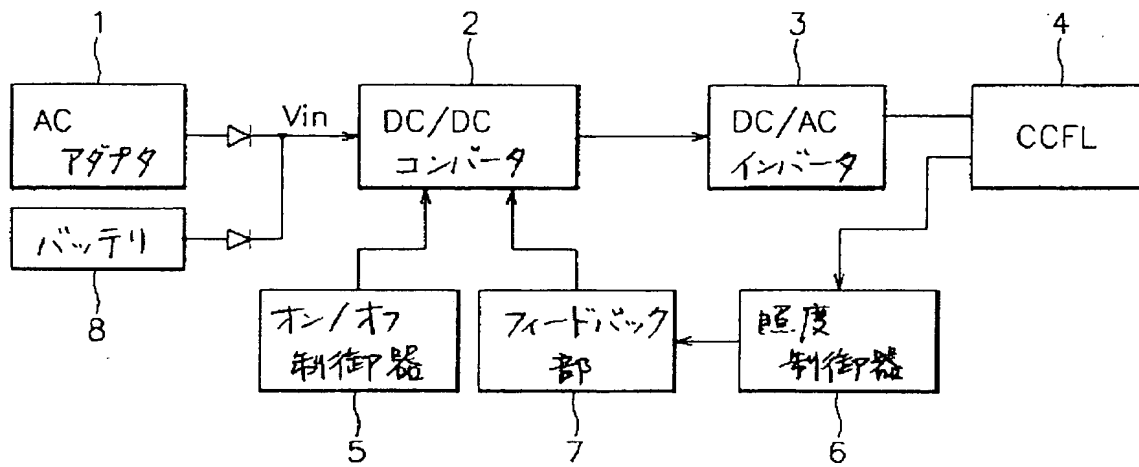 1
2
3
4
AC
アダプタ
Vin
DC/DC
コンバータ
DC/AC
インバータ
CCFL
バッテリ
8
オン/オフ
制御器
フィードバック
部
照度
制御器
5
7
6